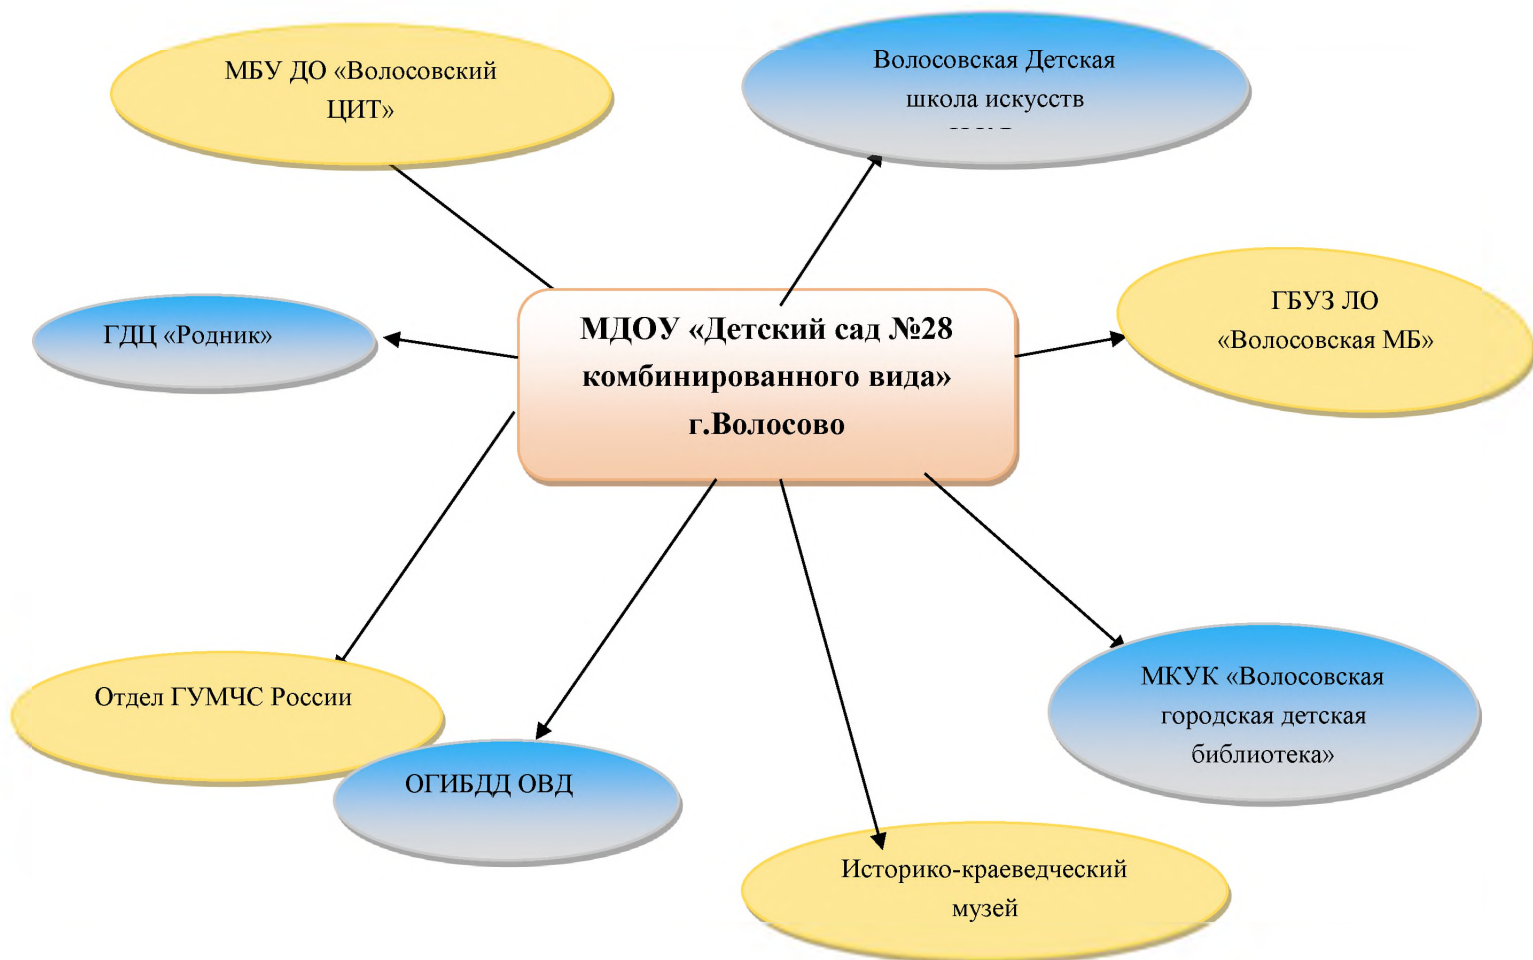 МБУ ДО «Волосовский
ЦИТ»
Волосовская Детская
школа искусств
ГДЦ «Родник»
МДОУ «Детский сад №28
комбинированного вида»
г.Волосово
ГБУЗ ЛО
«Волосовская МБ»
Отдел ГУМЧС России
ОГИБДД ОВД
МКУК «Волосовская
городская детская
библиотека»
Историко-краеведческий
музей